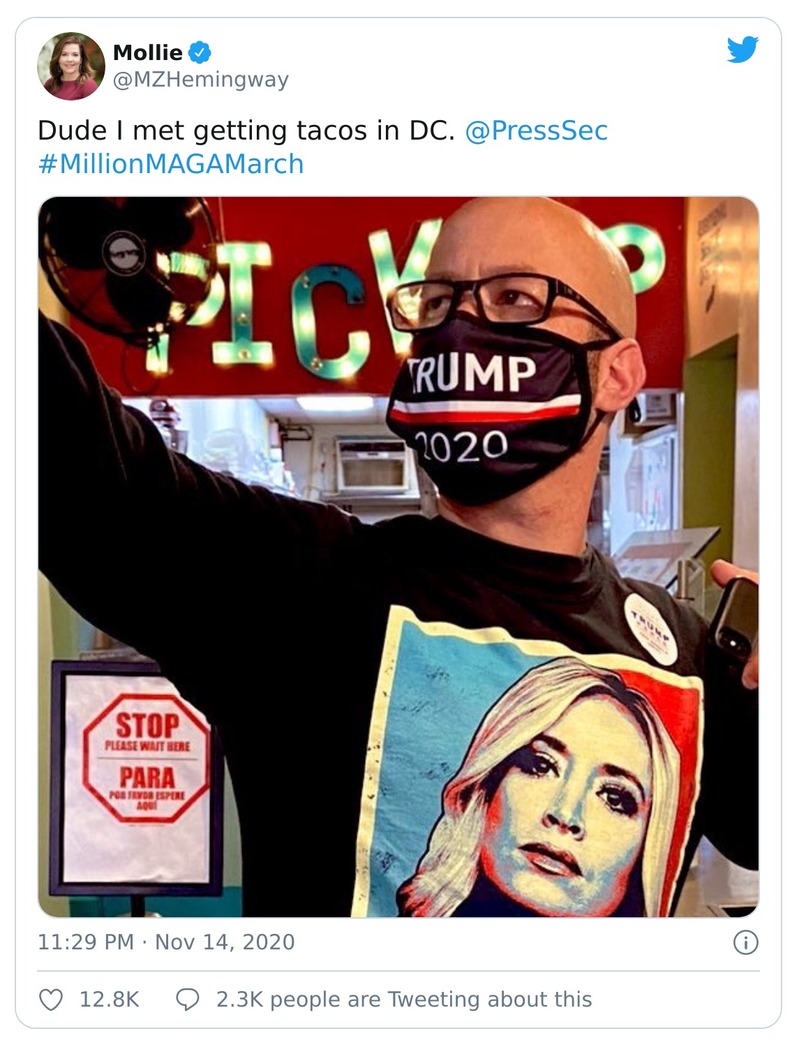 Mollie
@MZHemingway
Dude I met getting tacos in DC. @PressSec
#MillionMAGAMarch
PICK P
TRUMP
2020
TRUMP
STOP
PLEASE WAIT HERE
PARA
POR FAVOR ESPERE
AQUÍ
11:29 PM · Nov 14, 2020
12.8K
2.3K people are Tweeting about this